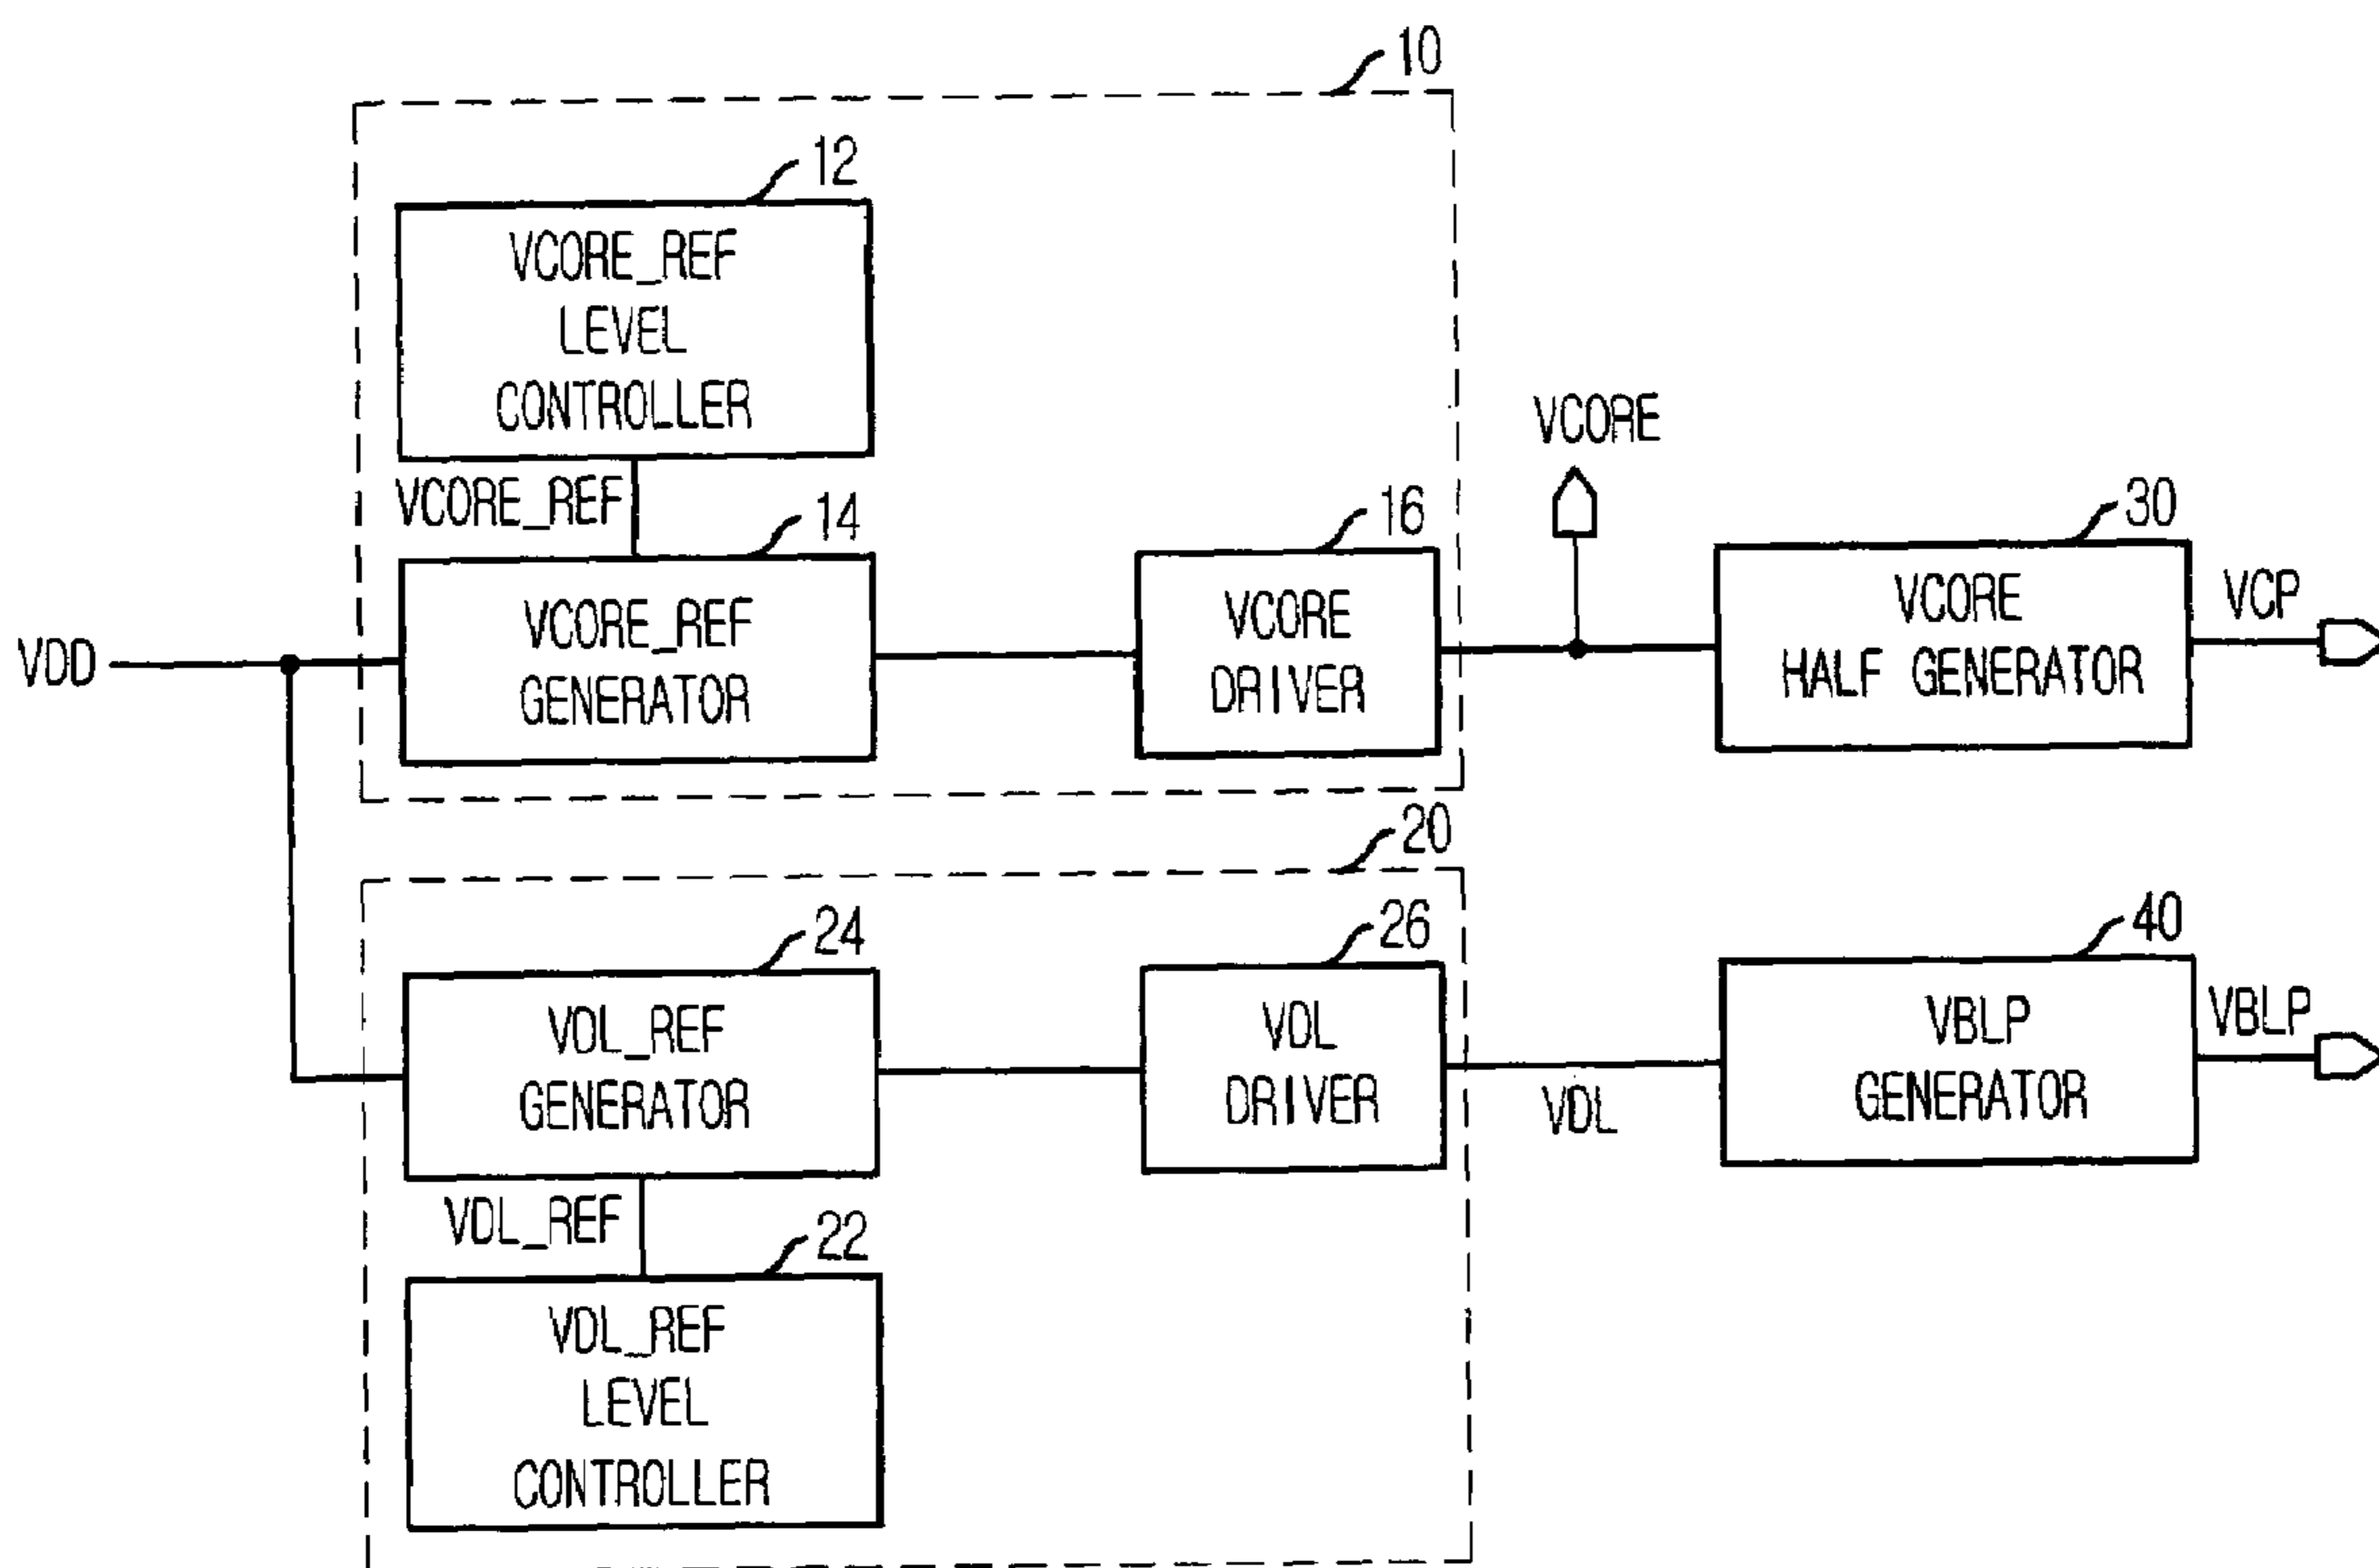 10
12
VCORE_REF
LEVEL
CONTROLLER
VCORE_REF
14
VCORE_REF
GENERATOR
16
VCORE
DRIVER
VCORE
30
VCORE
HALF GENERATOR
VCP
VDD
20
24
VDL_REF
GENERATOR
26
VDL
DRIVER
VDL
40
VBLP
GENERATOR
VBLP
VDL_REF
22
VDL_REF
LEVEL
CONTROLLER